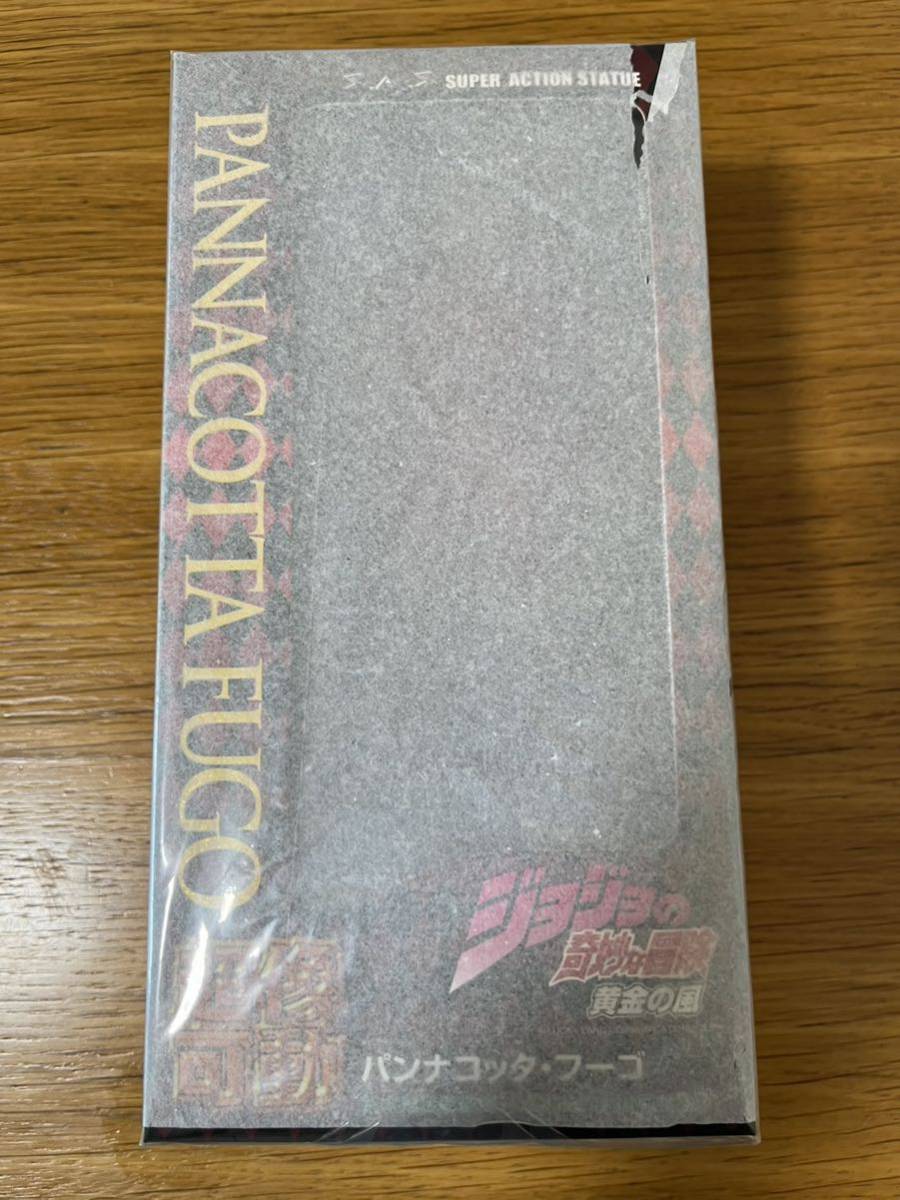 S.A.S SUPER ACTION STATUE
PANNACOTTA FUGO
ジョジョの
奇妙な冒険
黄金の風
超像
可動
パンナコッタ・フーゴ